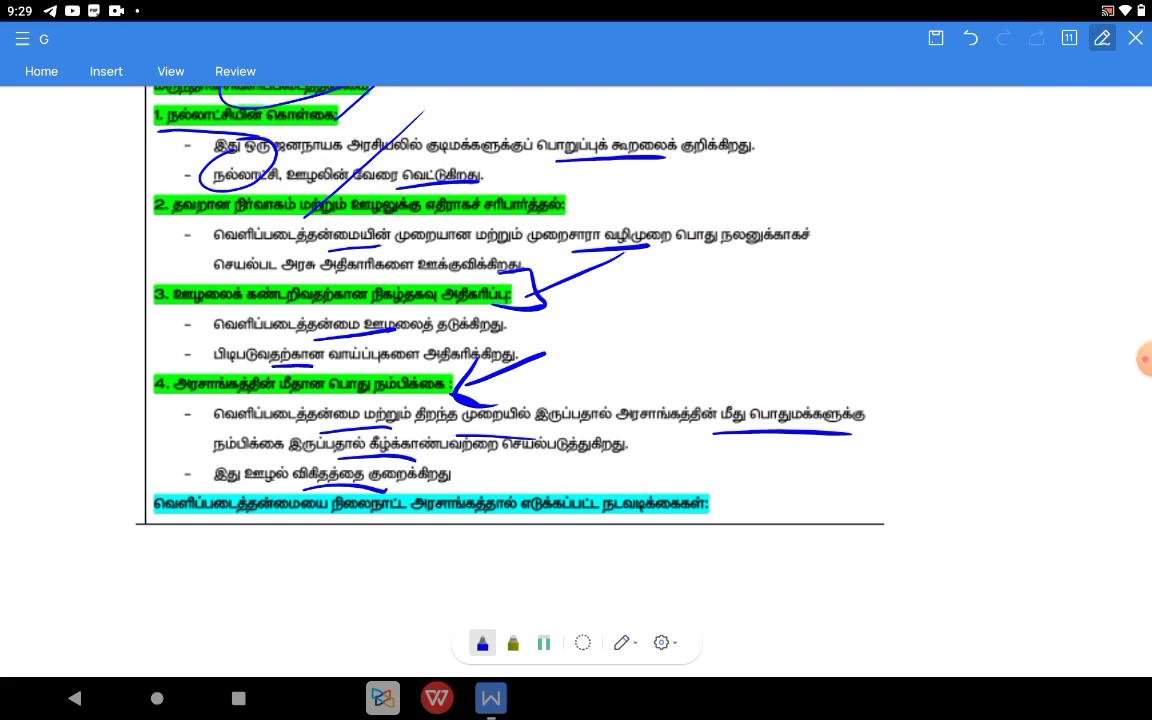 9:29
G
11
Home Insert View Review
1. நல்லாட்சியின் கொள்கை:
- இது ஒரு ஜனநாயக அரசியலில் குடிமக்களுக்குப் பொறுப்புக் கூறலைக் குறிக்கிறது.
- நல்லாட்சி, ஊழலின் வேரை வெட்டுகிறது.
2. தவறான நிர்வாகம் மற்றும் ஊழலுக்கு எதிராகச் சரிபார்த்தல்:
- வெளிப்படைத்தன்மையின் முறையான மற்றும் முறைசாரா வழிமுறை பொது நலனுக்காகச்
செயல்பட அரசு அதிகாரிகளை ஊக்குவிக்கிறது.
3. ஊழலைக் கண்டறிவதற்கான நிகழ்தகவு அதிகரிப்பு:
- வெளிப்படைத்தன்மை ஊழலைத் தடுக்கிறது.
- பிடிபடுவதற்கான வாய்ப்புகளை அதிகரிக்கிறது.
4. அரசாங்கத்தின் மீதான பொது நம்பிக்கை :
- வெளிப்படைத்தன்மை மற்றும் திறந்த முறையில் இருப்பதால் அரசாங்கத்தின் மீது பொதுமக்களுக்கு
நம்பிக்கை இருப்பதால் கீழ்க்காண்பவற்றை செயல்படுத்துகிறது.
- இது ஊழல் விகிதத்தை குறைக்கிறது
வெளிப்படைத்தன்மையை நிலைநாட்ட அரசாங்கத்தால் எடுக்கப்பட்ட நடவடிக்கைகள்: